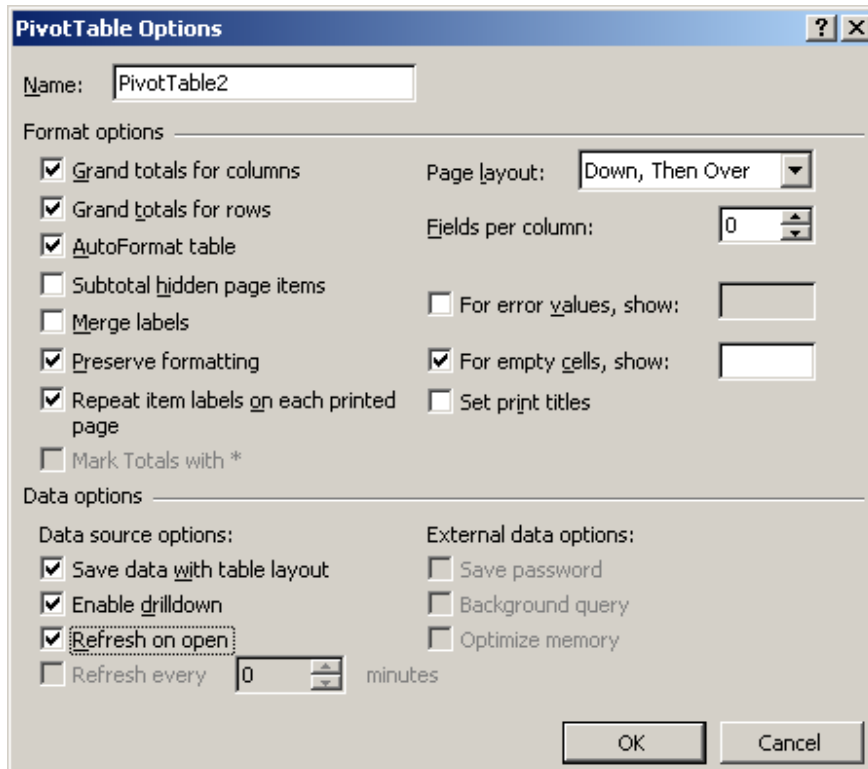 PivotTable Options
Name: PivotTable2
Format options
Grand totals for columns
Page layout: Down, Then Over
Grand totals for rows
Fields per column: 0
AutoFormat table
Subtotal hidden page items
For error values, show:
Merge labels
Preserve formatting
For empty cells, show:
Repeat item labels on each printed
page
Set print titles
Mark Totals with *
Data options
Data source options:
External data options:
Save data with table layout
Save password
Enable drilldown
Background query
Refresh on open
Optimize memory
Refresh every 0 minutes
OK
Cancel